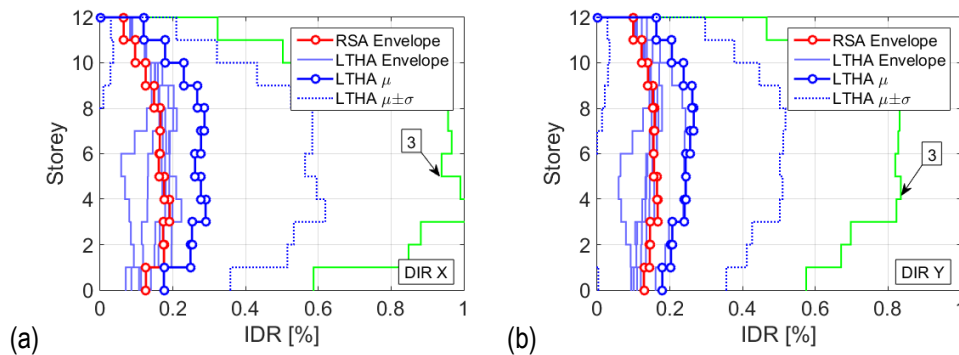 12
10
8
6
4
2
0
Storey
RSA Envelope
LTHA Envelope
LTHA μ
LTHA μ±σ
3
DIR X
0
0.2
0.4
0.6
0.8
1
IDR [%]
(a)
12
10
8
6
4
2
0
Storey
RSA Envelope
LTHA Envelope
LTHA μ
LTHA μ±σ
3
DIR Y
0
0.2
0.4
0.6
0.8
1
IDR [%]
(b)